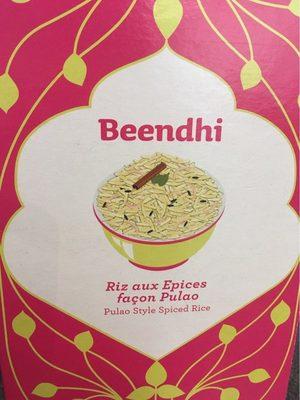 Beendhi
Riz aux Epices
façon Pulao
Pulao Style Spiced Rice